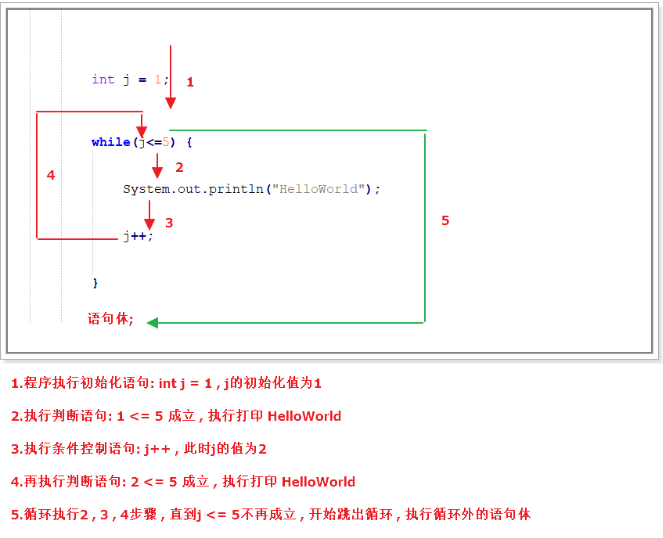 int j = 1;
1
while(j<=5) {
2
4
System.out.println("HelloWorld");
3
5
j++;
}
语句体;
1.程序执行初始化语句: int j = 1 , j的初始化值为1
2.执行判断语句: 1 <= 5 成立 , 执行打印 HelloWorld
3.执行条件控制语句: j++ , 此时j的值为2
4.再执行判断语句: 2 <= 5 成立 , 执行打印 HelloWorld
5.循环执行2 , 3 , 4步骤 , 直到j <= 5不再成立 , 开始跳出循环 , 执行循环外的语句体